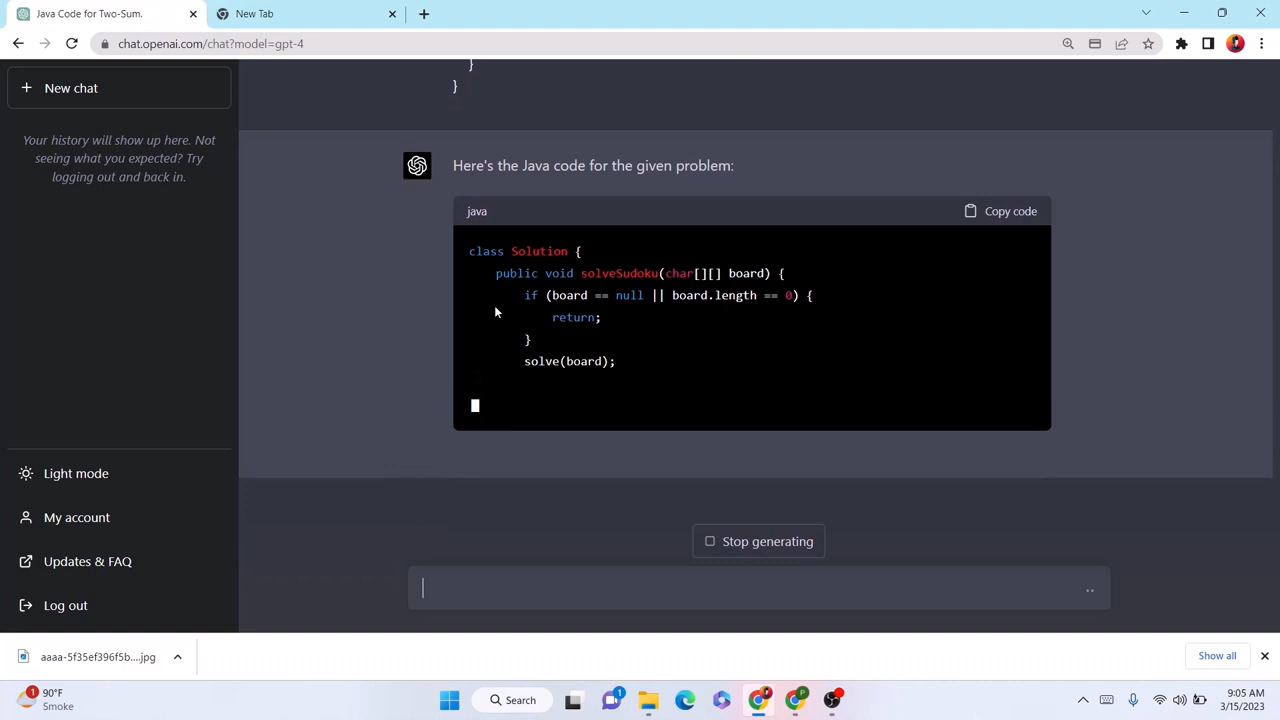 Java Code for Two-Sum.
New Tab
chat.openai.com/chat?model=gpt-4
New chat
Your history will show up here. Not
seeing what you expected? Try
logging out and back in.
}
}
Here's the Java code for the given problem:
java
Copy code
class Solution {
public void solveSudoku(char[][] board) {
if (board == null || board.length == 0) {
return;
}
solve(board);
Light mode
My account
Updates & FAQ
Log out
Stop generating
aaaa-5f35ef396f5b....jpg
Show all
1
90°F
Smoke
Search
1
P
9:05 AM
3/15/2023